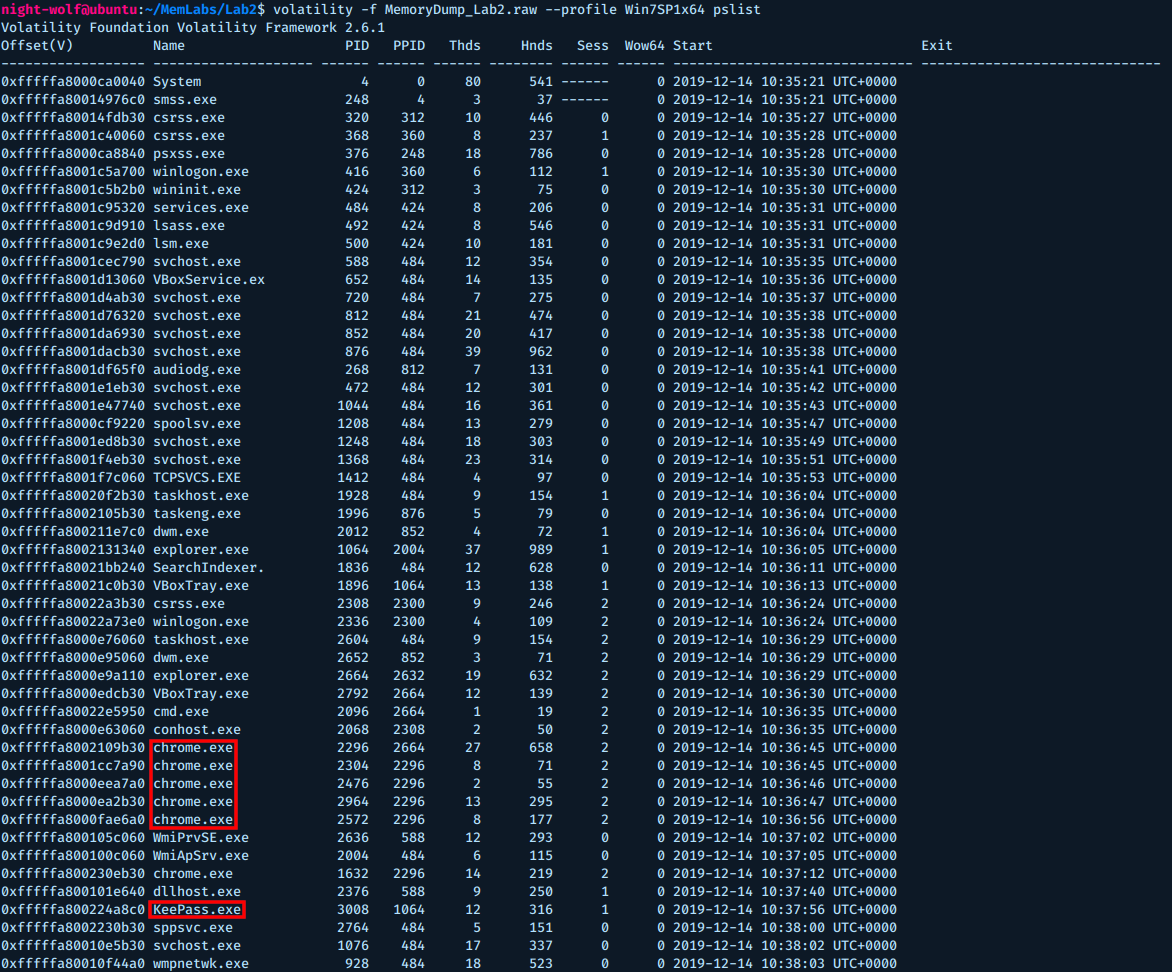 night-wolf@ubuntu:~/MemLabs/Lab2$ volatility -f MemoryDump_Lab2.raw --profile Win7SP1x64 pslist
Volatility Foundation Volatility Framework 2.6.1
Offset(V) Name PID PPID Thds Hnds Sess Wow64 Start Exit
------------------ -------------------- ------ ------ ------ -------- ------ ------ ------------------------------ ------------------------------
0xfffffa8000ca0040 System 4 0 80 541 ------ 0 2019-12-14 10:35:21 UTC+0000
0xfffffa80014976c0 smss.exe 248 4 3 37 ------ 0 2019-12-14 10:35:21 UTC+0000
0xfffffa80014fdb30 csrss.exe 320 312 10 446 0 0 2019-12-14 10:35:27 UTC+0000
0xfffffa8001c40060 csrss.exe 368 360 8 237 1 0 2019-12-14 10:35:28 UTC+0000
0xfffffa8000ca8840 psxss.exe 376 248 18 786 0 0 2019-12-14 10:35:28 UTC+0000
0xfffffa8001c5a700 winlogon.exe 416 360 6 112 1 0 2019-12-14 10:35:30 UTC+0000
0xfffffa8001c5b2b0 wininit.exe 424 312 3 75 0 0 2019-12-14 10:35:30 UTC+0000
0xfffffa8001c95320 services.exe 484 424 8 206 0 0 2019-12-14 10:35:31 UTC+0000
0xfffffa8001c9d910 lsass.exe 492 424 8 546 0 0 2019-12-14 10:35:31 UTC+0000
0xfffffa8001c9e2d0 lsm.exe 500 424 10 181 0 0 2019-12-14 10:35:31 UTC+0000
0xfffffa8001cec790 svchost.exe 588 484 12 354 0 0 2019-12-14 10:35:35 UTC+0000
0xfffffa8001d13060 VBoxService.ex 652 484 14 135 0 0 2019-12-14 10:35:36 UTC+0000
0xfffffa8001d4ab30 svchost.exe 720 484 7 275 0 0 2019-12-14 10:35:37 UTC+0000
0xfffffa8001d76320 svchost.exe 812 484 21 474 0 0 2019-12-14 10:35:38 UTC+0000
0xfffffa8001da6930 svchost.exe 852 484 20 417 0 0 2019-12-14 10:35:38 UTC+0000
0xfffffa8001dacb30 svchost.exe 876 484 39 962 0 0 2019-12-14 10:35:38 UTC+0000
0xfffffa8001df65f0 audiodg.exe 268 812 7 131 0 0 2019-12-14 10:35:41 UTC+0000
0xfffffa8001e1eb30 svchost.exe 472 484 12 301 0 0 2019-12-14 10:35:42 UTC+0000
0xfffffa8001e47740 svchost.exe 1044 484 16 361 0 0 2019-12-14 10:35:43 UTC+0000
0xfffffa8000cf9220 spoolsv.exe 1208 484 13 279 0 0 2019-12-14 10:35:47 UTC+0000
0xfffffa8001ed8b30 svchost.exe 1248 484 18 303 0 0 2019-12-14 10:35:49 UTC+0000
0xfffffa8001f4eb30 svchost.exe 1368 484 23 314 0 0 2019-12-14 10:35:51 UTC+0000
0xfffffa8001f7c060 TCPSVCS.EXE 1412 484 4 97 0 0 2019-12-14 10:35:53 UTC+0000
0xfffffa80020f2b30 taskhost.exe 1928 484 9 154 1 0 2019-12-14 10:36:04 UTC+0000
0xfffffa8002105b30 taskeng.exe 1996 876 5 79 0 0 2019-12-14 10:36:04 UTC+0000
0xfffffa800211e7c0 dwm.exe 2012 852 4 72 1 0 2019-12-14 10:36:04 UTC+0000
0xfffffa8002131340 explorer.exe 1064 2004 37 989 1 0 2019-12-14 10:36:05 UTC+0000
0xfffffa80021bb240 SearchIndexer. 1836 484 12 628 0 0 2019-12-14 10:36:11 UTC+0000
0xfffffa80021c0b30 VBoxTray.exe 1896 1064 13 138 1 0 2019-12-14 10:36:13 UTC+0000
0xfffffa80022a3b30 csrss.exe 2308 2300 9 246 2 0 2019-12-14 10:36:24 UTC+0000
0xfffffa80022a73e0 winlogon.exe 2336 2300 4 109 2 0 2019-12-14 10:36:24 UTC+0000
0xfffffa8000e76060 taskhost.exe 2604 484 9 154 2 0 2019-12-14 10:36:29 UTC+0000
0xfffffa8000e95060 dwm.exe 2652 852 3 71 2 0 2019-12-14 10:36:29 UTC+0000
0xfffffa8000e9a110 explorer.exe 2664 2632 19 632 2 0 2019-12-14 10:36:29 UTC+0000
0xfffffa8000edcb30 VBoxTray.exe 2792 2664 12 139 2 0 2019-12-14 10:36:30 UTC+0000
0xfffffa80022e5950 cmd.exe 2096 2664 1 19 2 0 2019-12-14 10:36:35 UTC+0000
0xfffffa8000e63060 conhost.exe 2068 2308 2 50 2 0 2019-12-14 10:36:35 UTC+0000
0xfffffa8002109b30 chrome.exe 2296 2664 27 658 2 0 2019-12-14 10:36:45 UTC+0000
0xfffffa8001cc7a90 chrome.exe 2304 2296 8 71 2 0 2019-12-14 10:36:45 UTC+0000
0xfffffa8000eea7a0 chrome.exe 2476 2296 2 55 2 0 2019-12-14 10:36:46 UTC+0000
0xfffffa8000ea2b30 chrome.exe 2964 2296 13 295 2 0 2019-12-14 10:36:47 UTC+0000
0xfffffa8000fae6a0 chrome.exe 2572 2296 8 177 2 0 2019-12-14 10:36:56 UTC+0000
0xfffffa800105c060 WmiPrvSE.exe 2636 588 12 293 0 0 2019-12-14 10:37:02 UTC+0000
0xfffffa800100c060 WmiApSrv.exe 2004 484 6 115 0 0 2019-12-14 10:37:05 UTC+0000
0xfffffa800230eb30 chrome.exe 1632 2296 14 219 2 0 2019-12-14 10:37:12 UTC+0000
0xfffffa800101e640 dllhost.exe 2376 588 9 250 1 0 2019-12-14 10:37:40 UTC+0000
0xfffffa800224a8c0 KeePass.exe 3008 1064 12 316 1 0 2019-12-14 10:37:56 UTC+0000
0xfffffa8002230b30 sppsvc.exe 2764 484 5 151 0 0 2019-12-14 10:38:00 UTC+0000
0xfffffa80010e5b30 svchost.exe 1076 484 17 337 0 0 2019-12-14 10:38:02 UTC+0000
0xfffffa80010f44a0 wmpnetwk.exe 928 484 18 523 0 0 2019-12-14 10:38:03 UTC+0000